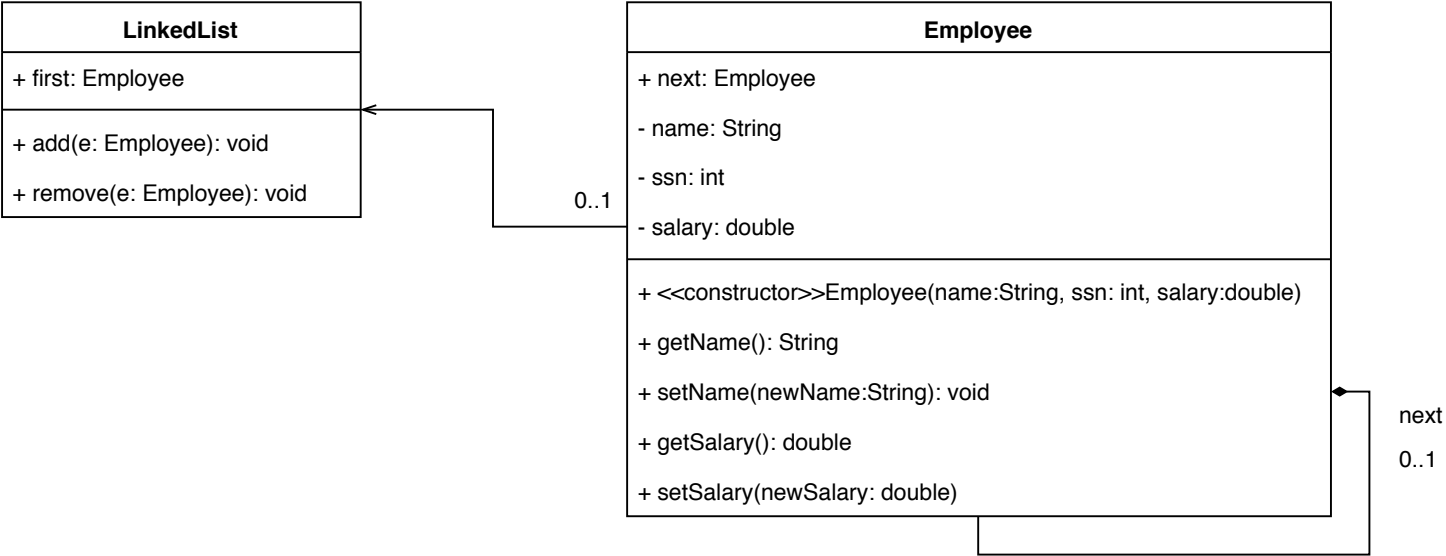 LinkedList
+ first: Employee
+ add(e: Employee): void
+ remove(e: Employee): void
0..1
Employee
+ next: Employee
- name: String
- ssn: int
- salary: double
+ <<constructor>>Employee(name:String, ssn: int, salary:double)
+ getName(): String
+ setName(newName:String): void
+ getSalary(): double
+ setSalary(newSalary: double)
next
0..1